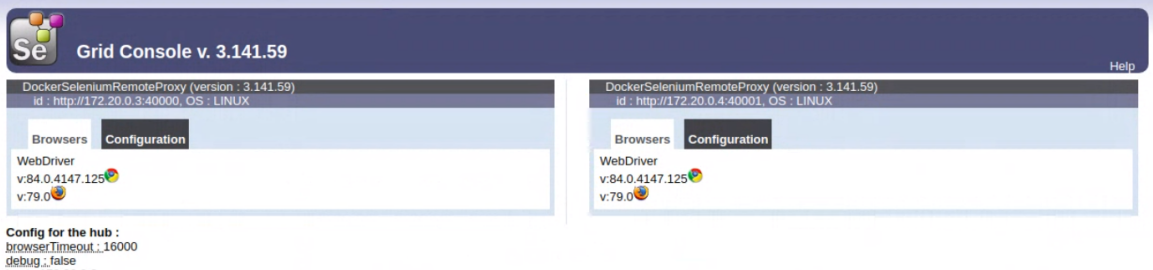 Se
Grid Console v. 3.141.59
Help
DockerSeleniumRemoteProxy (version : 3.141.59)
id : http://172.20.0.3:40000, OS : LINUX
Browsers Configuration
WebDriver
v:84.0.4147.125
v:79.0
DockerSeleniumRemoteProxy (version : 3.141.59)
id : http://172.20.0.4:40001, OS : LINUX
Browsers Configuration
WebDriver
v:84.0.4147.125
v:79.0
Config for the hub :
browserTimeout : 16000
debug : false